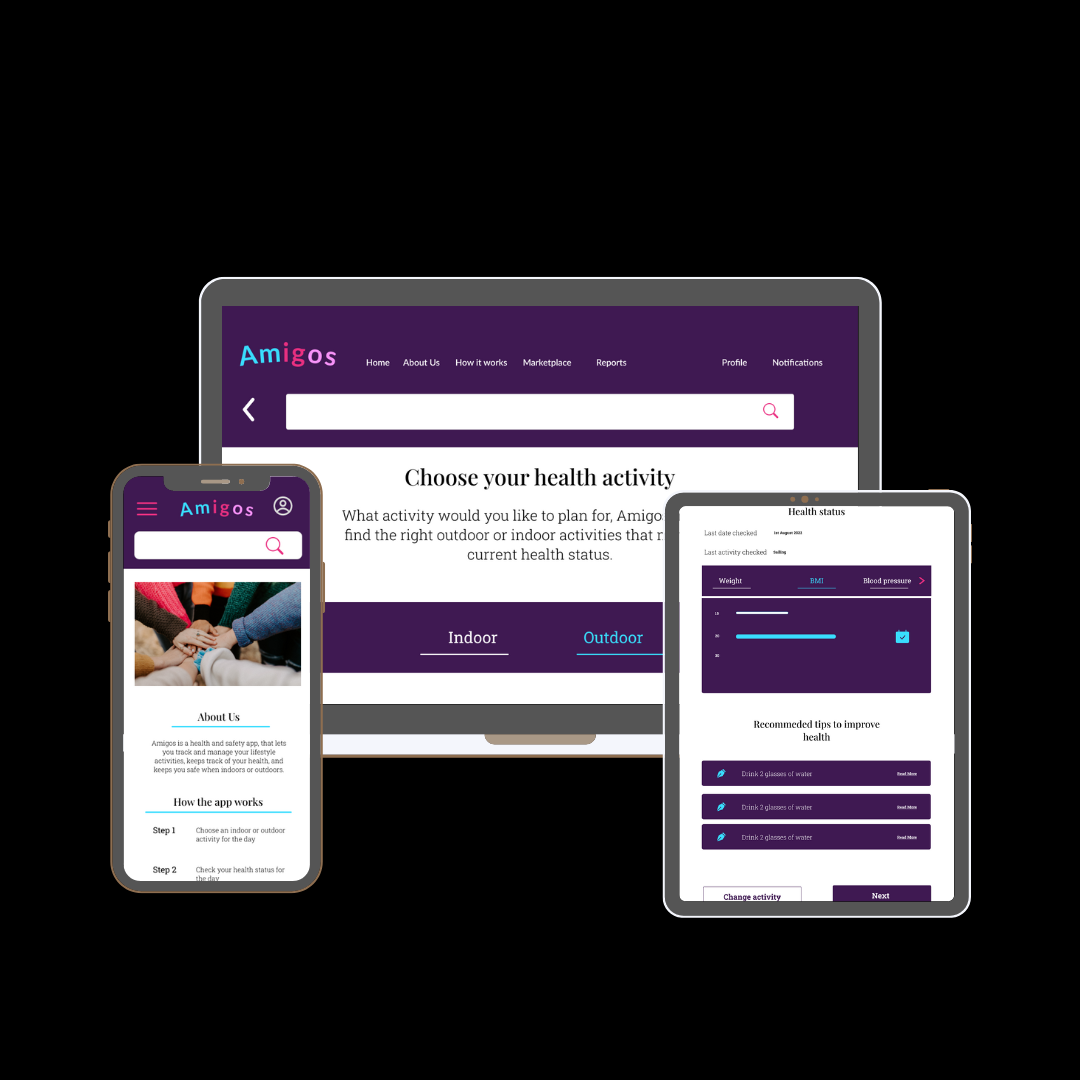 Amigos
Home About Us How it works Marketplace Reports Profile Notifications
Choose your health activity
What activity would you like to plan for, Amigo
find the right outdoor or indoor activities that
current health status.
Indoor Outdoor
Amigos
About Us
Amigos is a health and safety app, that lets
you track and manage your lifestyle
activities, keeps track of your health, and
keeps you safe when indoors or outdoors.
How the app works
Step 1 Choose an indoor or outdoor
activity for the day
Step 2 Check your health status for
the day
Health status
Last date checked 1st August 2022
Last activity checked Sailing
Weight BMI Blood pressure
Recommeded tips to improve
health
Drink 2 glasses of water Read More
Drink 2 glasses of water Read More
Drink 2 glasses of water Read More
Change activity Next